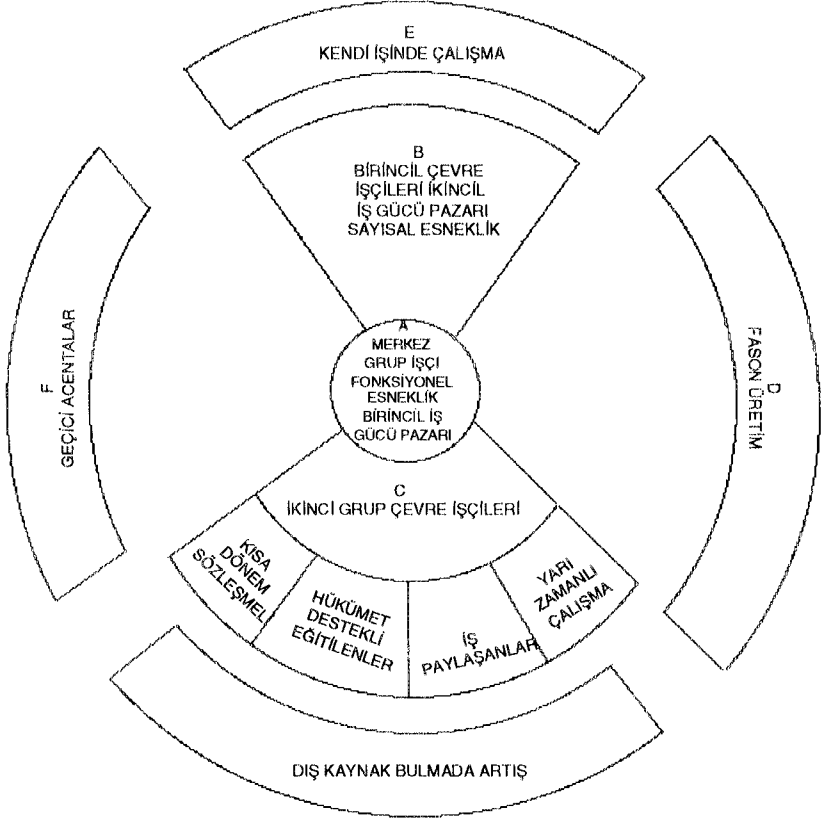 E
KENDİ İŞİNDE ÇALIŞMA
B
BİRİNCİL ÇEVRE
İŞÇİLERİ İKİNCİL
İŞ GÜCÜ PAZARI
SAYISAL ESNEKLİK
A
MERKEZ
GRUP İŞÇİ
FONKSİYONEL
ESNEKLİK
BİRİNCİL İŞ
GÜCÜ PAZARI
F
GEÇİCİ ACENTALAR
D
FASON ÜRETİM
C
İKİNCİ GRUP ÇEVRE İŞÇİLERİ
KISA
DÖNEM
SÖZLEŞMELİ
HÜKÜMET
DESTEKLİ
EĞİTİLENLER
İŞ
PAYLAŞANLAR
YARI
ZAMANLI
ÇALIŞMA
DIŞ KAYNAK BULMADA ARTIŞ